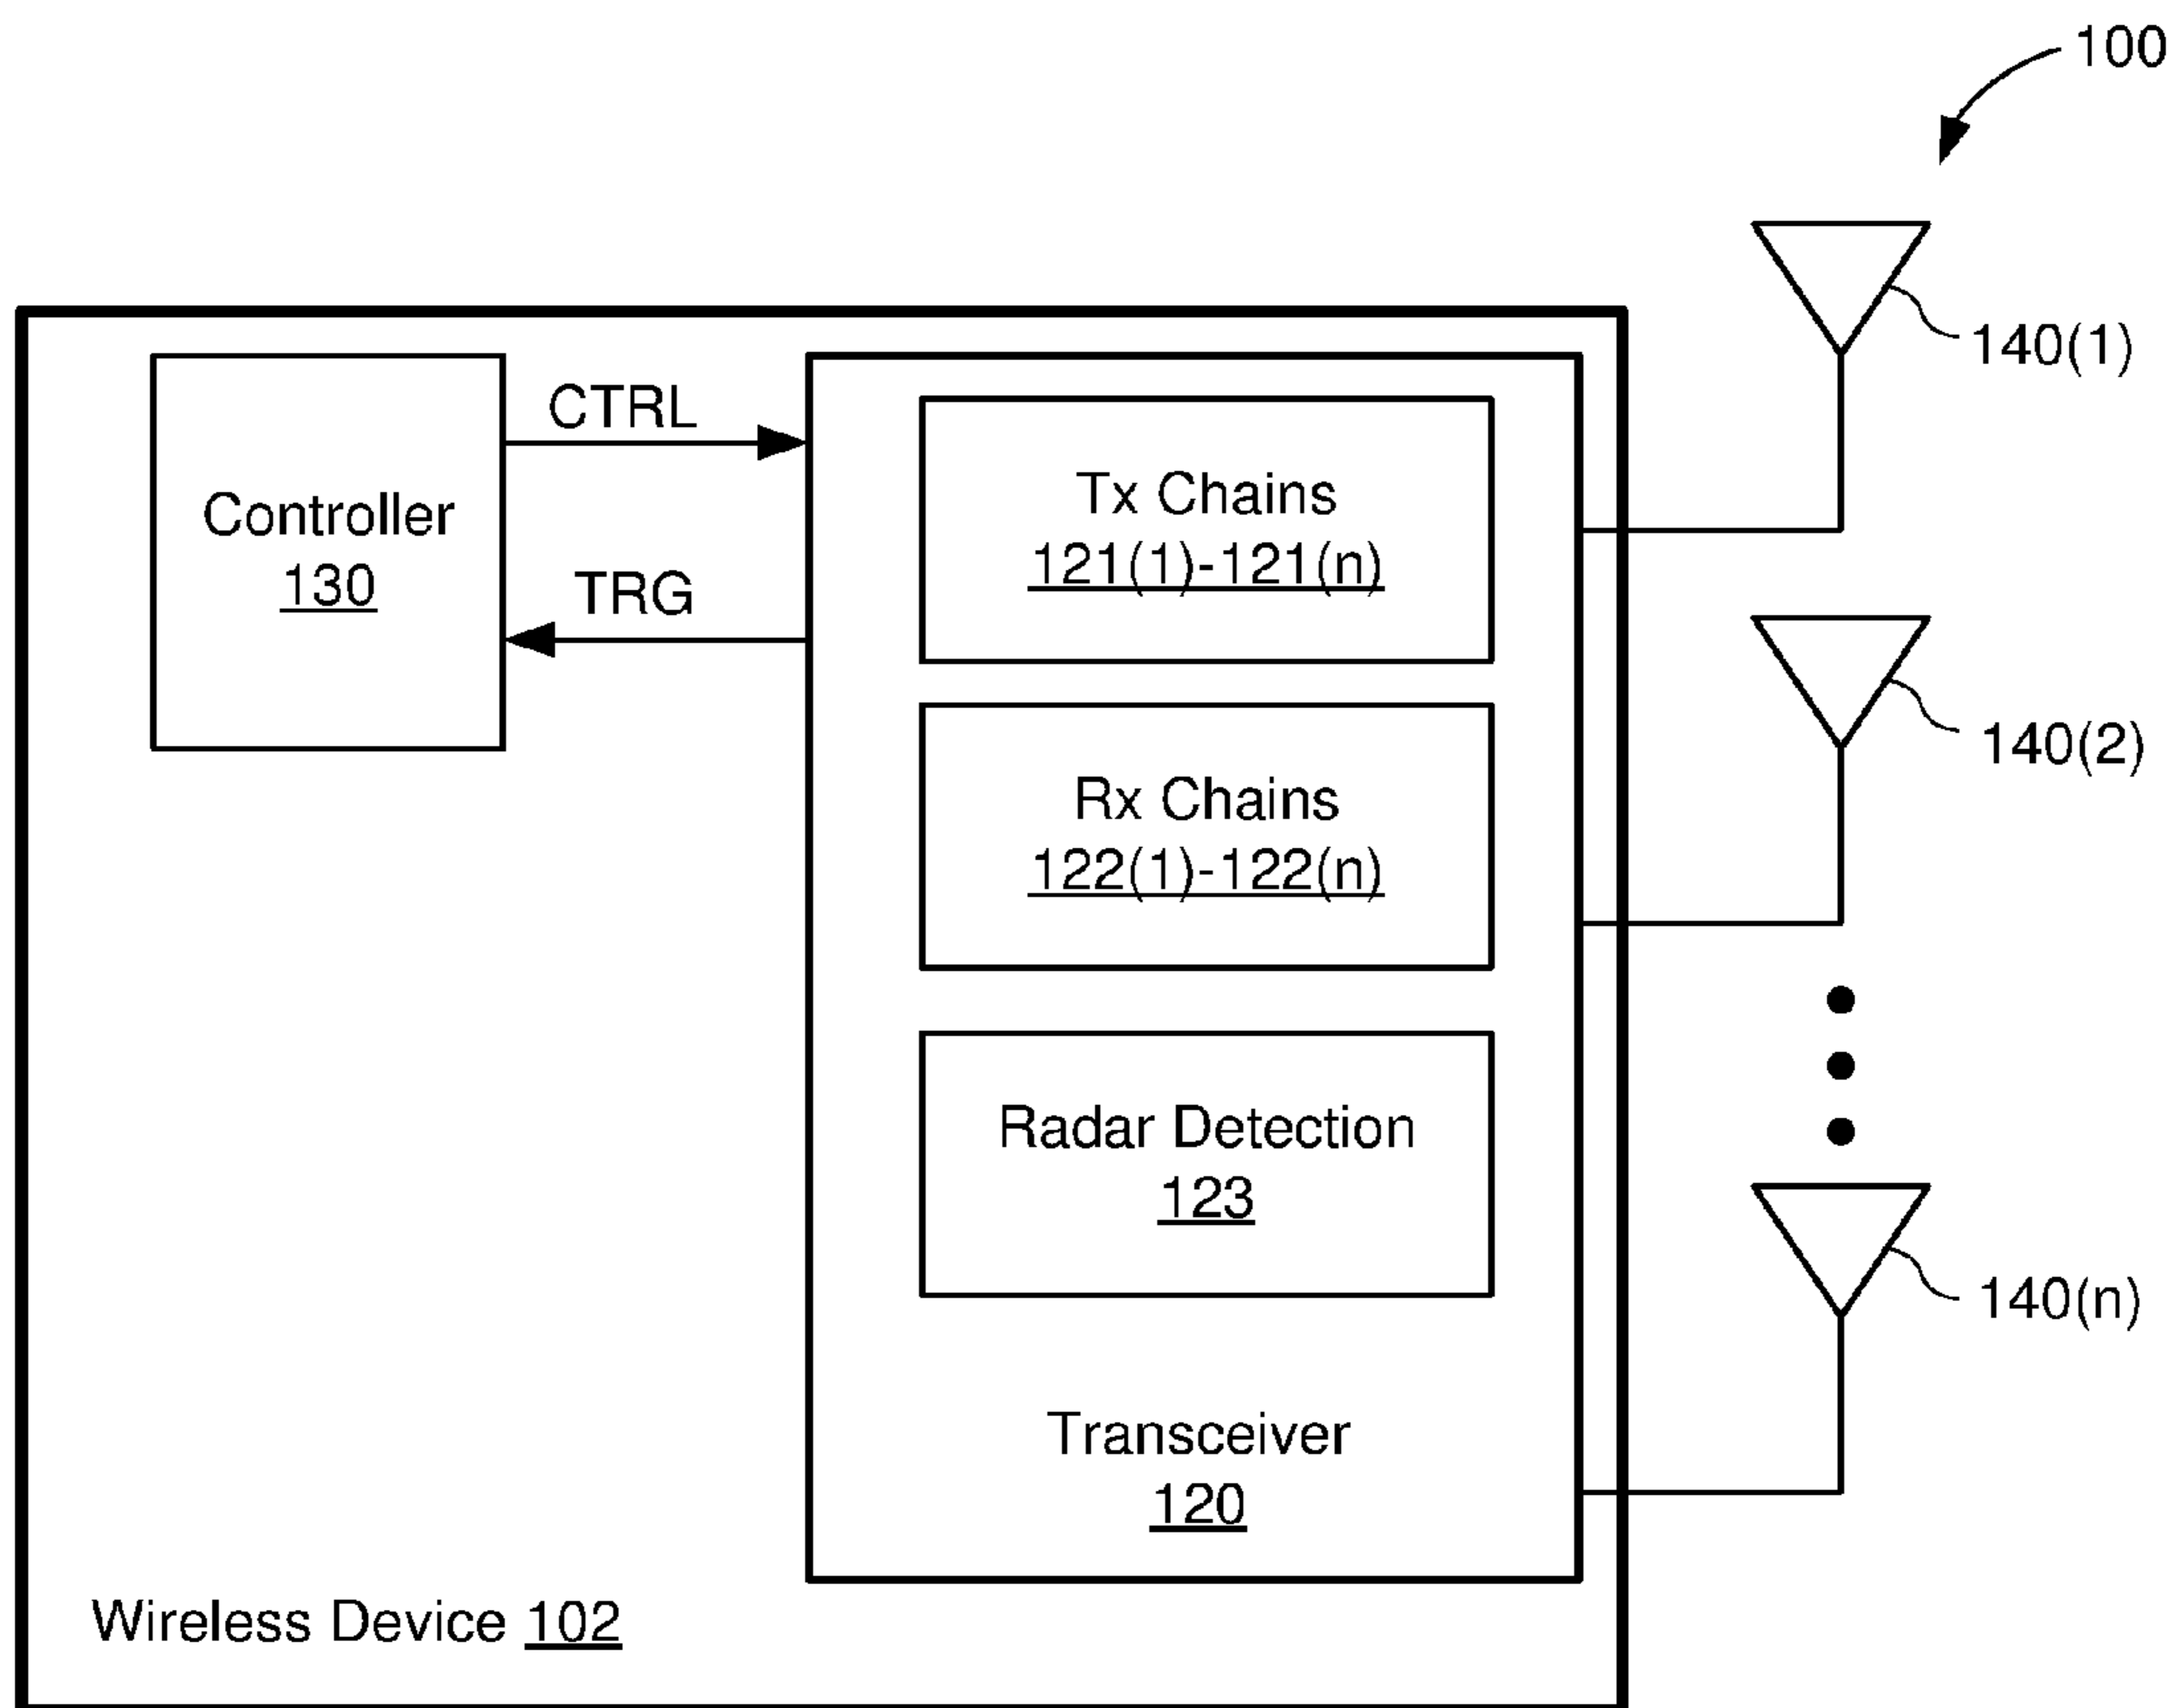 100
140(1)
CTRL
Controller
130
TRG
Tx Chains
121(1)-121(n)
140(2)
Rx Chains
122(1)-122(n)
Radar Detection
123
140(n)
Transceiver
120
Wireless Device 102